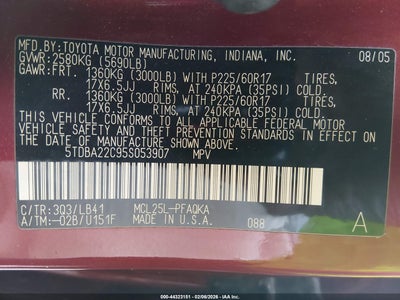 MFD. BY: TOYOTA MOTOR MANUFACTURING, INDIANA, INC. 08/05
GVWR: 2580KG (5690LB)
GAWR: FRT. 1360KG (3000LB) WITH P225/60R17 TIRES,
17X6.5JJ RIMS, AT 240KPA (35PSI) COLD
RR. 1360KG (3000LB) WITH P225/60R17 TIRES,
17X6.5JJ RIMS, AT 240KPA (35PSI) COLD
THIS VEHICLE CONFORMS TO ALL APPLICABLE FEDERAL MOTOR
VEHICLE SAFETY AND THEFT PREVENTION STANDARDS IN EFFECT ON
THE DATE OF MANUFACTURE SHOWN ABOVE.
5TDBA22C95S053907 MPV
C/TR: 3Q3/LB41 MCL25L-PFAQKA
A/TM:-02B/U151F MADE IN U.S.A. 088 A
000-44323151 - 02/06/2026 - IAAI.COM